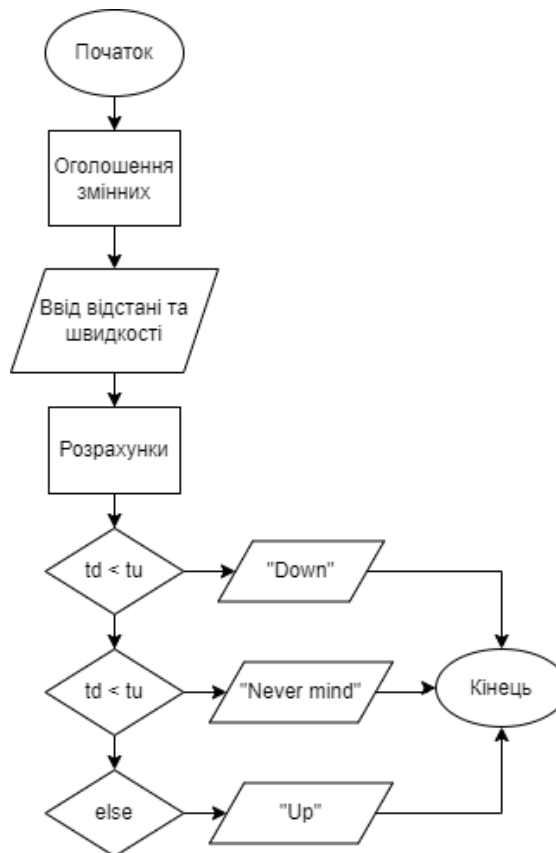 Початок
Оголошення
змінних
Ввід відстані та
швидкості
Розрахунки
td < tu
"Down"
td < tu
"Never mind"
Кінець
else
"Up"